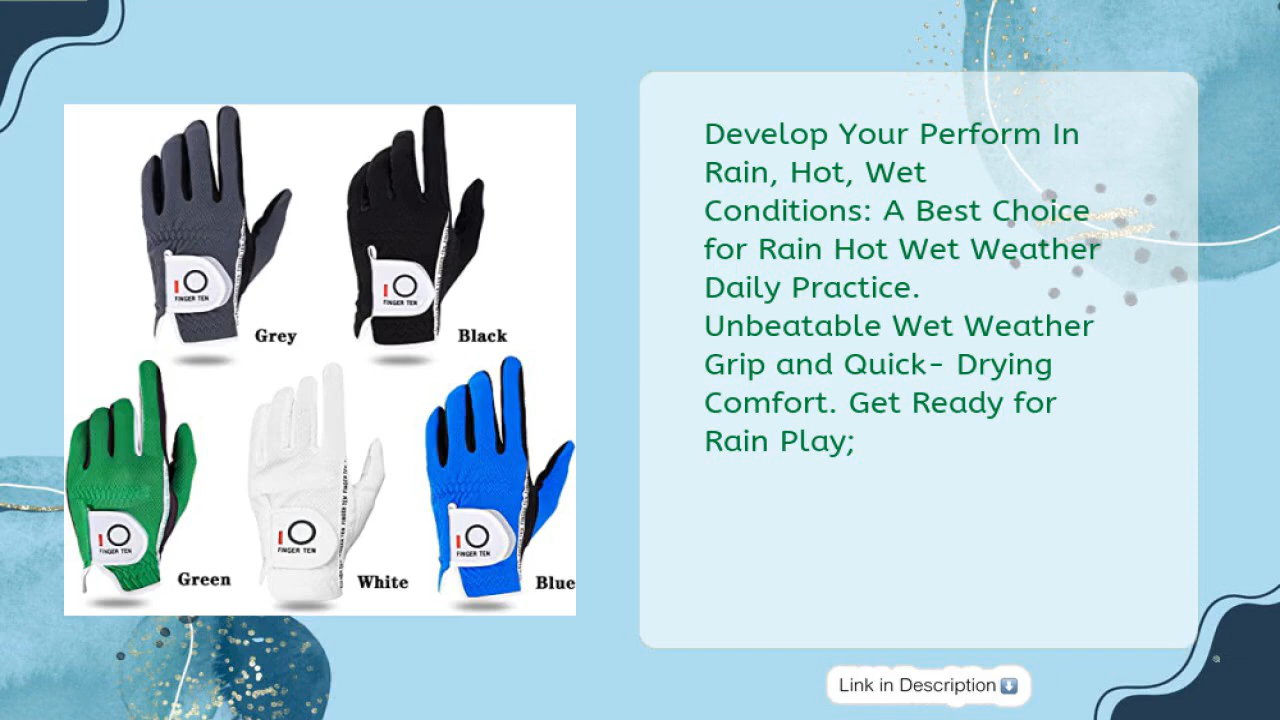 Develop Your Perform In
Rain, Hot, Wet
Conditions: A Best Choice
for Rain Hot Wet Weather
Daily Practice.
Unbeatable Wet Weather
Grip and Quick- Drying
Comfort. Get Ready for
Rain Play;
FINGER TEN
Grey
FINGER TEN
Black
FINGER TEN
Green
FINGER TEN
White
FINGER TEN
Blue
Link in Description